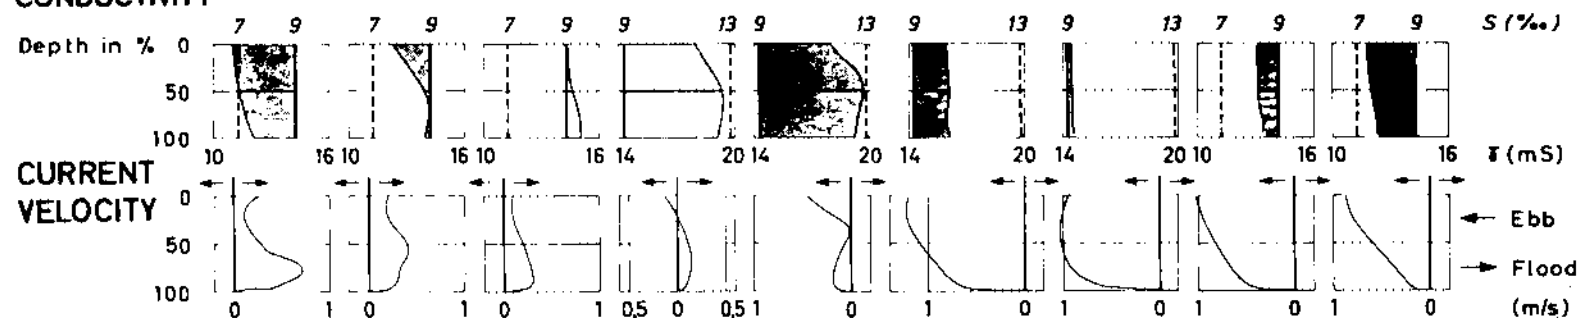 CONDUCTIVITY
7 9 7 9 7 9 9 13 9 13 9 13 9 13 7 9 7 9 S (‰)
Depth in % 0
50
100
10 16 10 16 10 16 14 20 14 20 14 20 14 20 10 16 10 16 ɣ (mS)
CURRENT
VELOCITY
0
50
100
Ebb
Flood
0 1 0 1 0 1 0,5 0 0,5 1 0 1 0 1 0 1 0 1 0 (m/s)